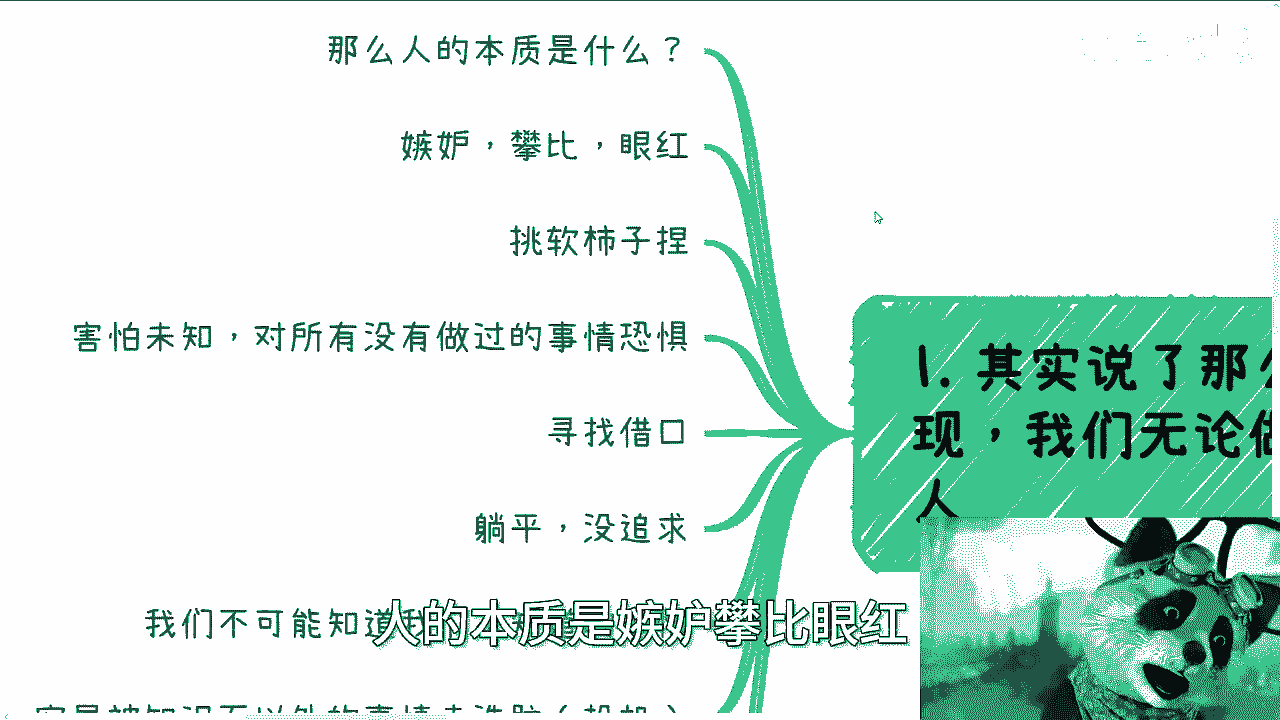 那么人的本质是什么？
嫉妒，攀比，眼红
挑软柿子捏
害怕未知，对所有没有做过的事情恐惧
寻找借口
躺平，没追求
我们不可能知道我
人的本质是嫉妒攀比眼红
1. 其实说了那么
现，我们无论做
人